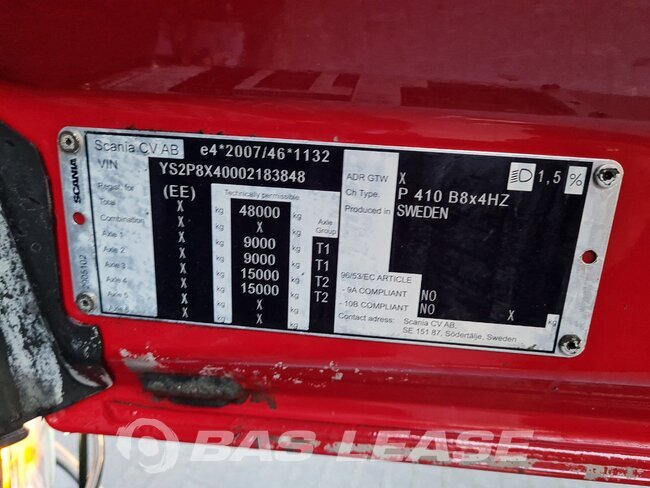 SCANIA
Scania CV AB e4*2007/46*1132
VIN YS2P8X40002183848
Regist. for (EE) Technically permissible
Total X kg 48000 kg
Combination X kg X kg Axle Group
Axle 1 X kg 9000 kg T1
Axle 2 X kg 9000 kg T1
Axle 3 X kg 15000 kg T2
Axle 4 X kg 15000 kg T2
X kg X kg
ADR GTW X 1,5 %
Ch Type: P 410 B8x4HZ
Produced in SWEDEN
96/53/EC ARTICLE
- 9A COMPLIANT NO
- 10B COMPLIANT NO X kg
Contact adress: Scania CV AB,
SE 151 87, Södertälje, Sweden
BAS LEASE